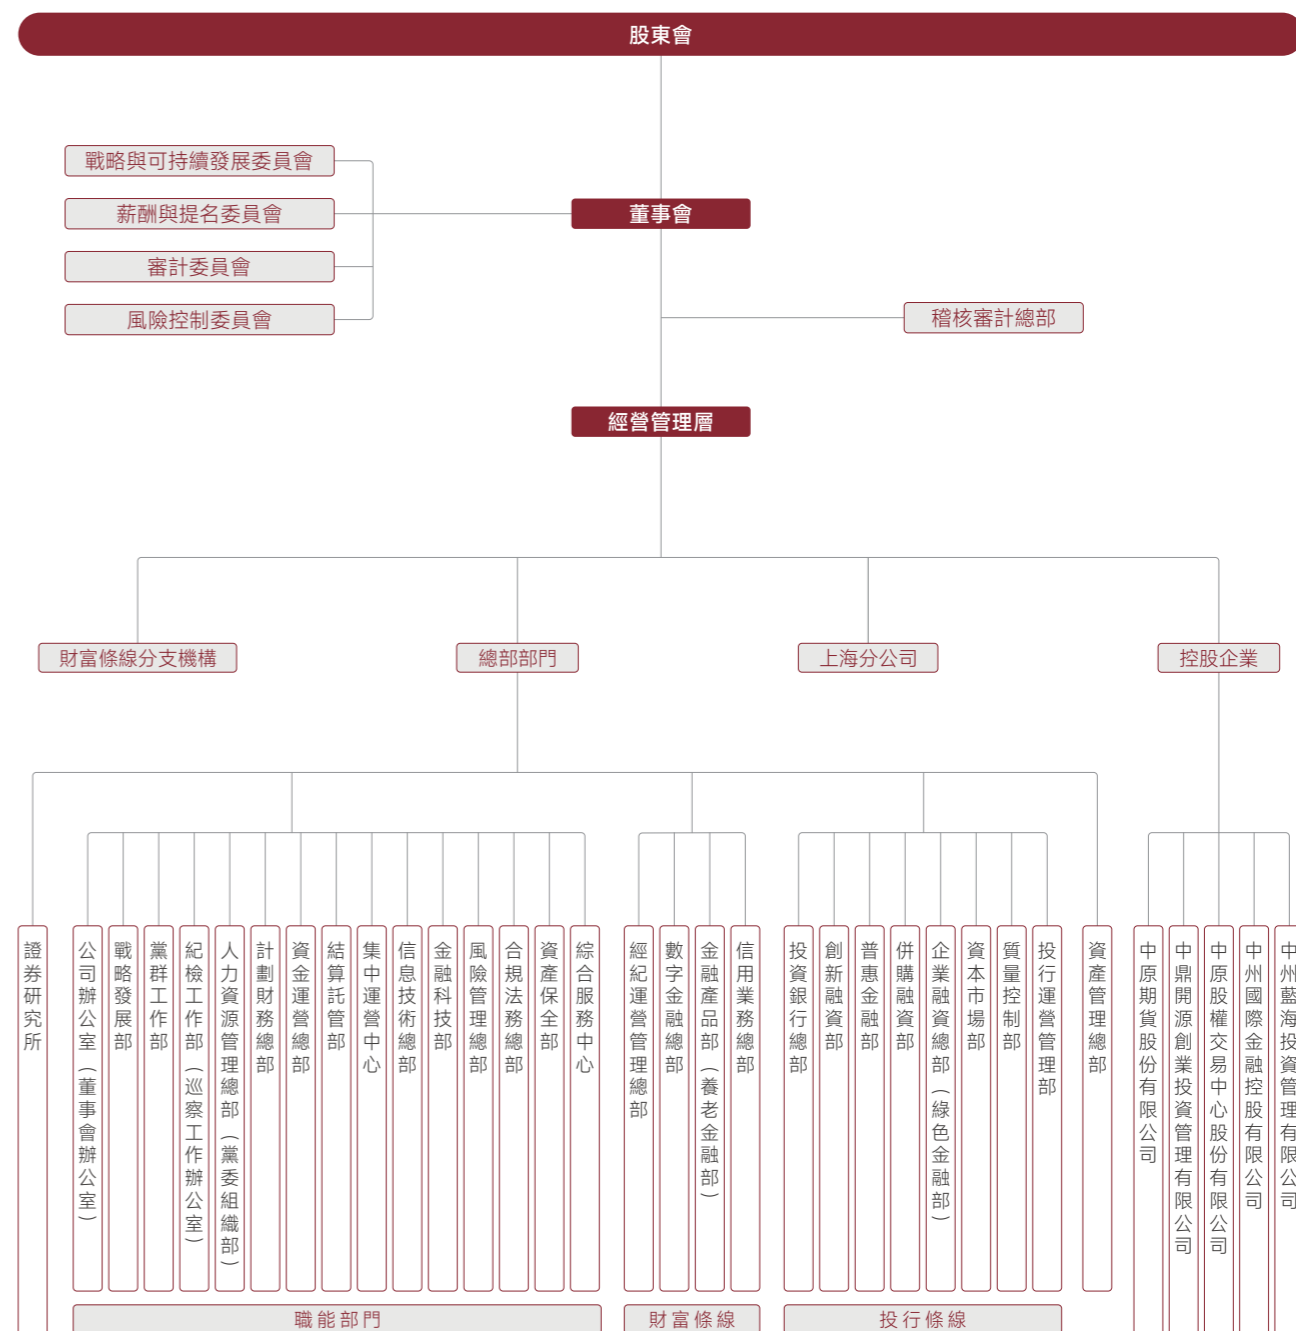 股東會
戰略與可持續發展委員會
薪酬與提名委員會
董事會
審計委員會
風險控制委員會
稽核審計總部
經營管理層
財富條線分支機構
總部部門
上海分公司
控股企業
證券研究所
公司辦公室（董事會辦公室）
戰略發展部
黨群工作部
紀檢工作部（巡察工作辦公室）
人力資源管理總部（黨委組織部）
計劃財務總部
資金運營總部
結算託管部
集中運營中心
信息技術總部
金融科技部
風險管理總部
合規法務總部
資產保全部
綜合服務中心
經紀運營管理總部
數字金融總部
金融產品部（養老金融部）
信用業務總部
投資銀行總部
創新融資部
普惠金融部
併購融資部
企業融資總部（綠色金融部）
資本市場部
質量控制部
投行運營管理部
資產管理總部
中原期貨股份有限公司
中鼎開源創業投資管理有限公司
中原股權交易中心股份有限公司
中州國際金融控股有限公司
中州藍海投資管理有限公司
職能部門
財富條線
投行條線